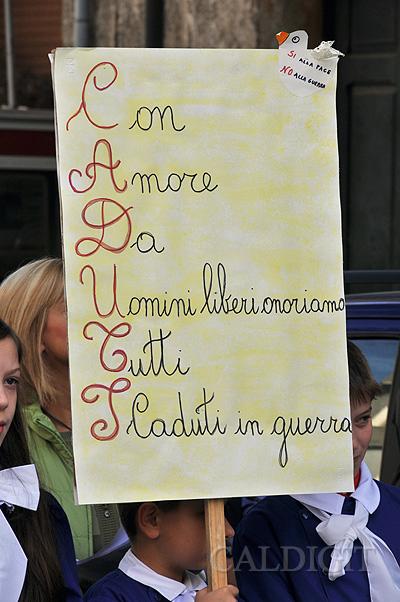 SI ALLA PACE
NO ALLA GUERRA
Con
Amore
Da
Uomini liberi onoriamo
Tutti
I Caduti in guerra
CALDIGIT